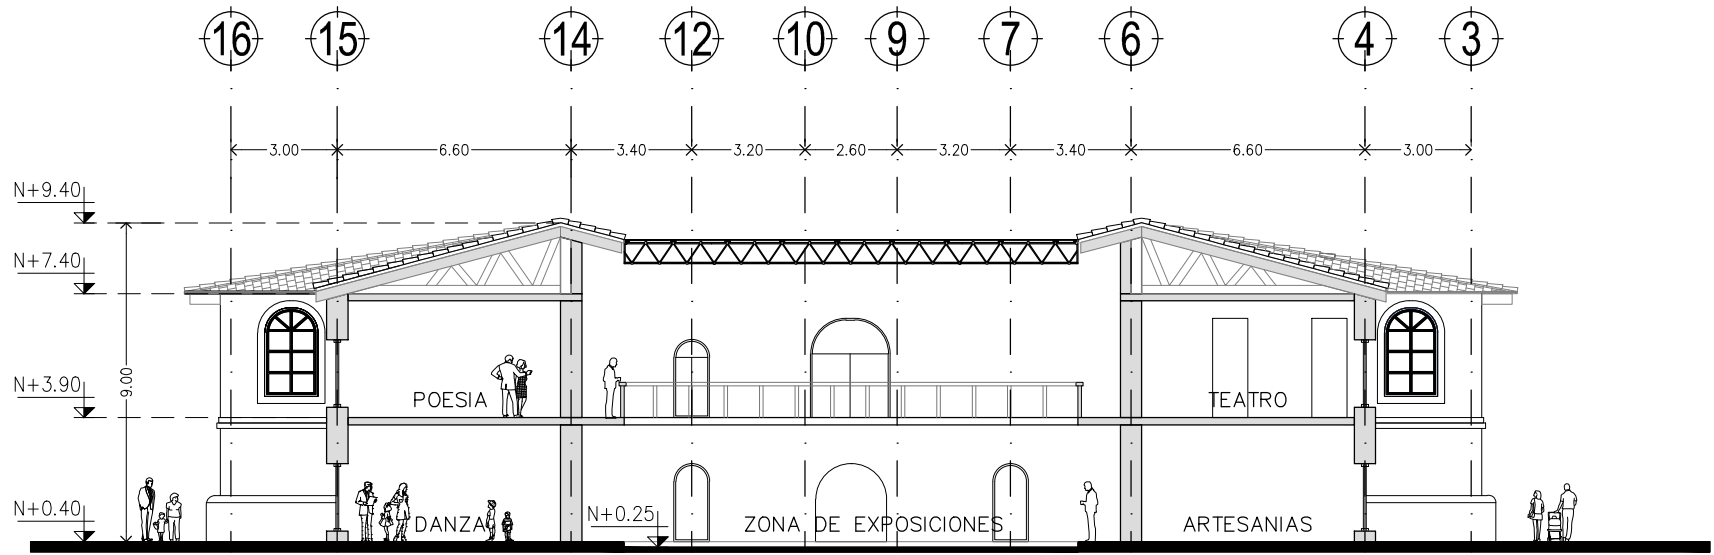 16 15 14 12 10 9 7 6 4 3
3.00 6.60 3.40 3.20 2.60 3.20 3.40 6.60 3.00
N+9.40
N+7.40
N+3.90
9.00
POESIA TEATRO
N+0.40
N+0.25
DANZA ZONA DE EXPOSICIONES ARTESANIAS